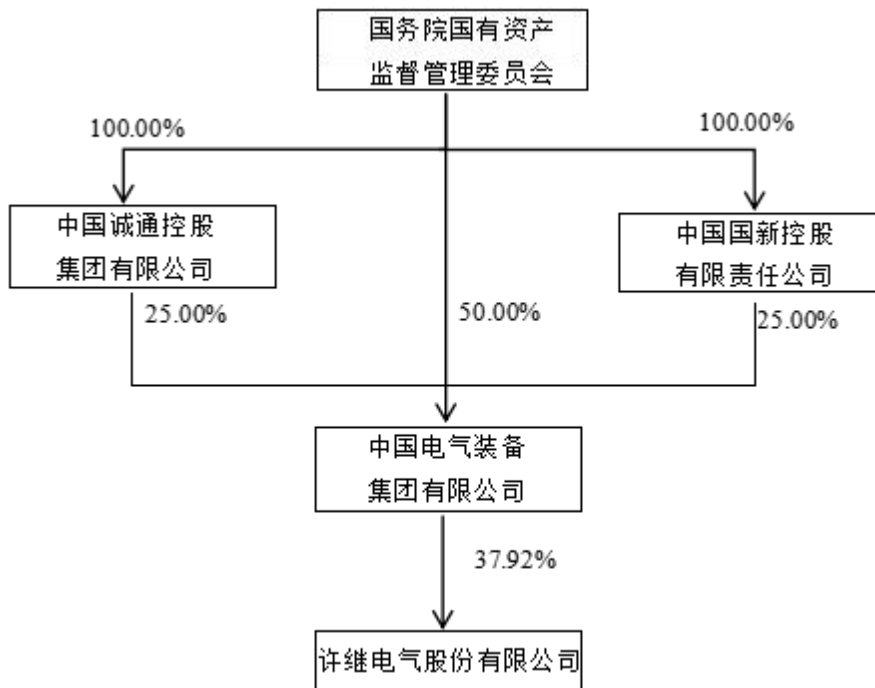 国务院国有资产
监督管理委员会
100.00%
100.00%
中国诚通控股
集团有限公司
中国国新控股
有限责任公司
25.00%
50.00%
25.00%
中国电气装备
集团有限公司
37.92%
许继电气股份有限公司